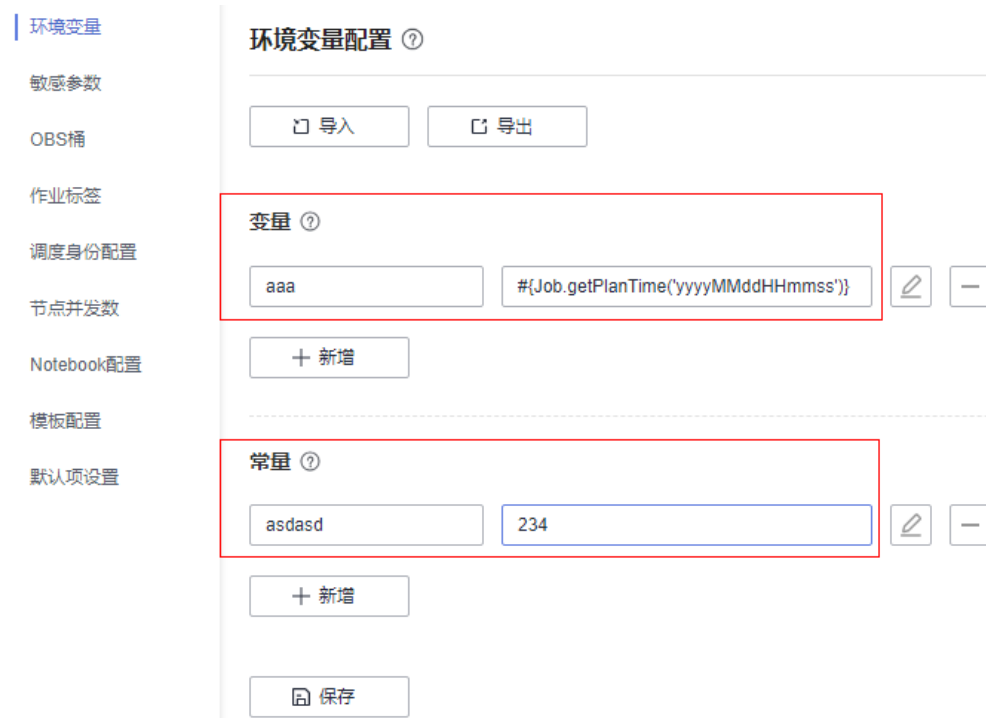 环境变量
敏感参数
OBS桶
作业标签
调度身份配置
节点并发数
Notebook配置
模板配置
默认项设置
环境变量配置
导入 导出
变量
aaa #{Job.getPlanTime('yyyyMMddHHmmss')}
新增
常量
asdasd 234
新增
保存